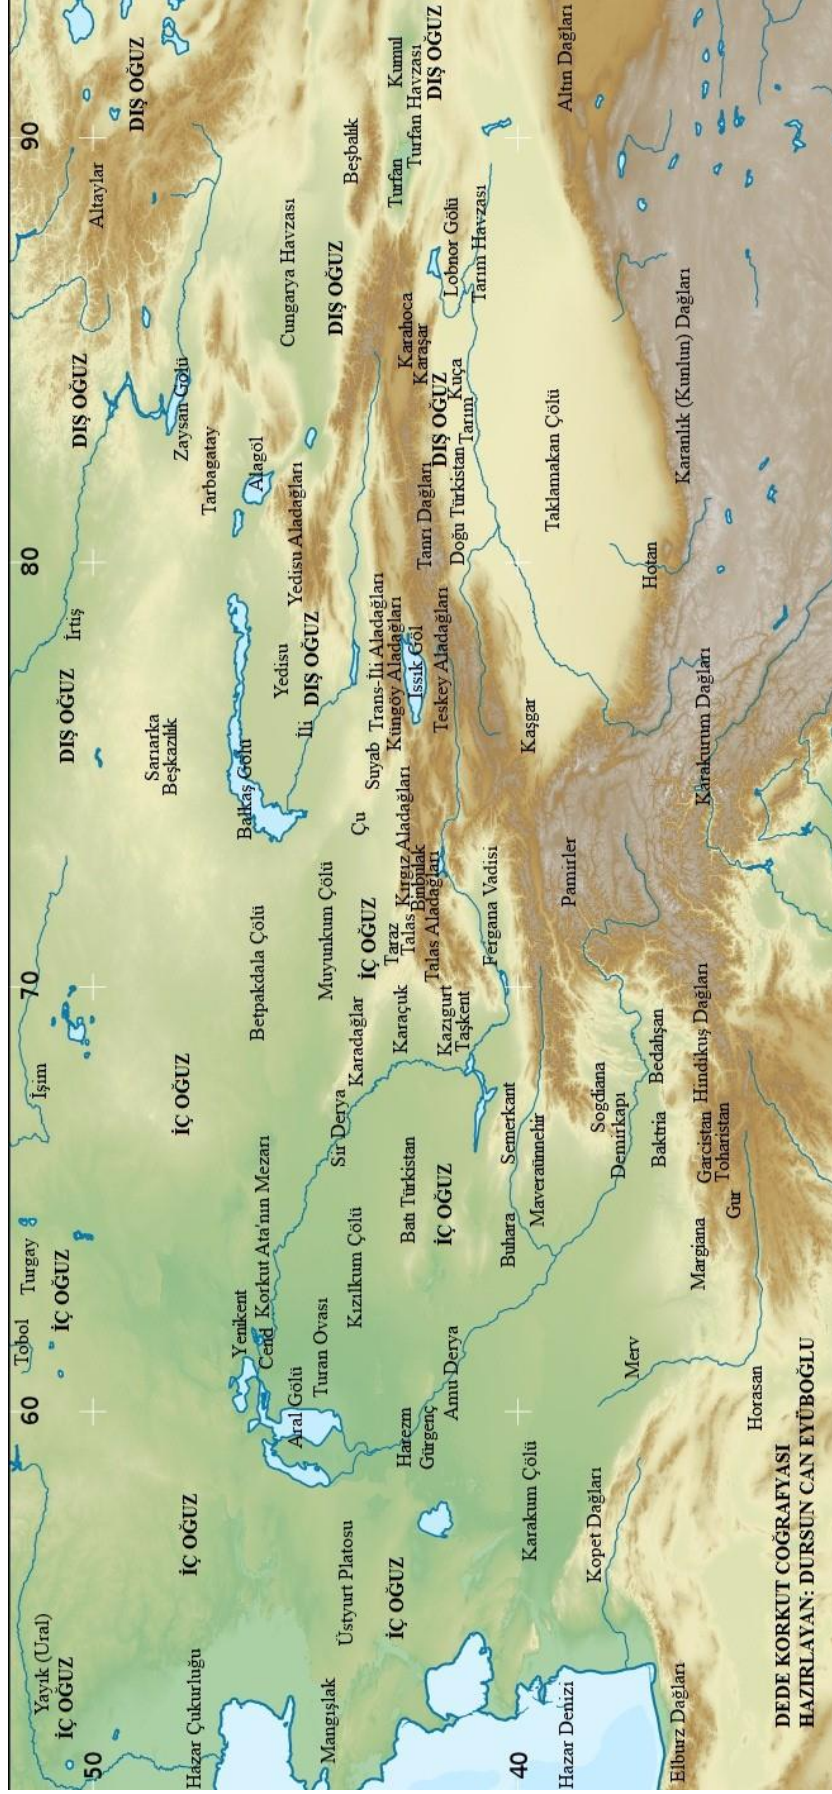 50
60
70
80
90
Yayık (Ural)
İÇ OĞUZ
Tobol
Turgay
İÇ OĞUZ
İşim
İrtiş
DIŞ OĞUZ
DIŞ OĞUZ
Altaylar
DIŞ OĞUZ
Hazar Çukurluğu
İÇ OĞUZ
İÇ OĞUZ
Sarıarka
Beşkazılık
Zaysan Gölü
Tarbagatay
Yenikent
Cend
Korkut Ata'nın Mezarı
Betpakdala Çölü
Balkaş Gölü
Alagöl
Cungarya Havzası
Aral Gölü
Turan Ovası
Muyunkum Çölü
Yedisu
Yedisu Aladağları
İli
DIŞ OĞUZ
DIŞ OĞUZ
Mangışlak
Üstyurt Platosu
Kızılkum Çölü
Sir Derya
Karadağlar
İÇ OĞUZ
Çu
Suyab
Trans-İli Aladağları
Küngöy Aladağları
Issık Göl
Teskey Aladağları
Beşbalık
İÇ OĞUZ
Harezm
Gürgenç
Batı Türkistan
İÇ OĞUZ
Karaçuk
Taraz
Talas
Kırgız Aladağları
Binbulak
Talas Aladağları
Kazıgurt
Taşkent
Tanrı Dağları
DIŞ OĞUZ
Doğu Türkistan
Karahoca
Karaşar
Kuça
Tarım
Turfan
Kumul
Turfan Havzası
DIŞ OĞUZ
Lobnor Gölü
Tarım Havzası
Amu Derya
Fergana Vadisi
40
Karakum Çölü
Buhara
Semerkant
Maveraünnehir
Kaşgar
Taklamakan Çölü
Altın Dağları
Hazar Denizi
Kopet Dağları
Sogdiana
Demirkapı
Pamirler
Merv
Baktria
Bedahşan
Hotan
Elburz Dağları
Margiana
Garcistan
Hindikuş Dağları
Toharistan
Gur
Karakurum Dağları
Karanlık (Kunlun) Dağları
Horasan
DEDE KORKUT COĞRAFYASI
HAZIRLAYAN: DURSUN CAN EYÜBOĞLU